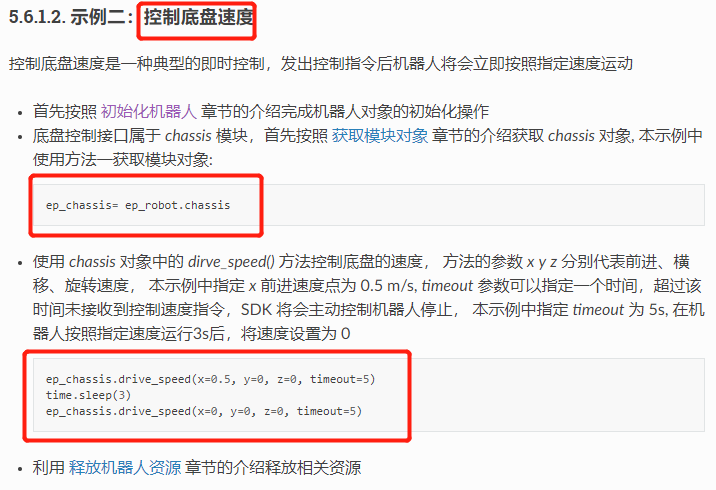 5.6.1.2. 示例二：控制底盘速度
控制底盘速度是一种典型的即时控制，发出控制指令后机器人将会立即按照指定速度运动
• 首先按照 初始化机器人 章节的介绍完成机器人对象的初始化操作
• 底盘控制接口属于 chassis 模块，首先按照 获取模块对象 章节的介绍获取 chassis 对象, 本示例中
使用方法一获取模块对象:
ep_chassis= ep_robot.chassis
• 使用 chassis 对象中的 dirve_speed() 方法控制底盘的速度， 方法的参数 x y z 分别代表前进、横
移、旋转速度， 本示例中指定 x 前进速度点为 0.5 m/s, timeout 参数可以指定一个时间，超过该
时间未接收到控制速度指令，SDK 将会主动控制机器人停止， 本示例中指定 timeout 为 5s, 在机
器人按照指定速度运行3s后，将速度设置为 0
ep_chassis.drive_speed(x=0.5, y=0, z=0, timeout=5)
time.sleep(3)
ep_chassis.drive_speed(x=0, y=0, z=0, timeout=5)
• 利用 释放机器人资源 章节的介绍释放相关资源